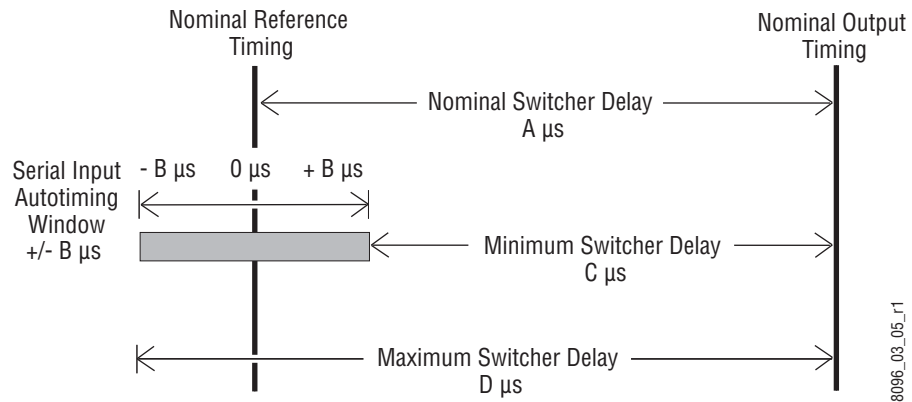 Nominal Reference
Timing
Nominal Output
Timing
Nominal Switcher Delay
A µs
Serial Input
Autotiming
Window
+/- B µs
- B µs 0 µs + B µs
Minimum Switcher Delay
C µs
Maximum Switcher Delay
D µs
8096_03_05_r1